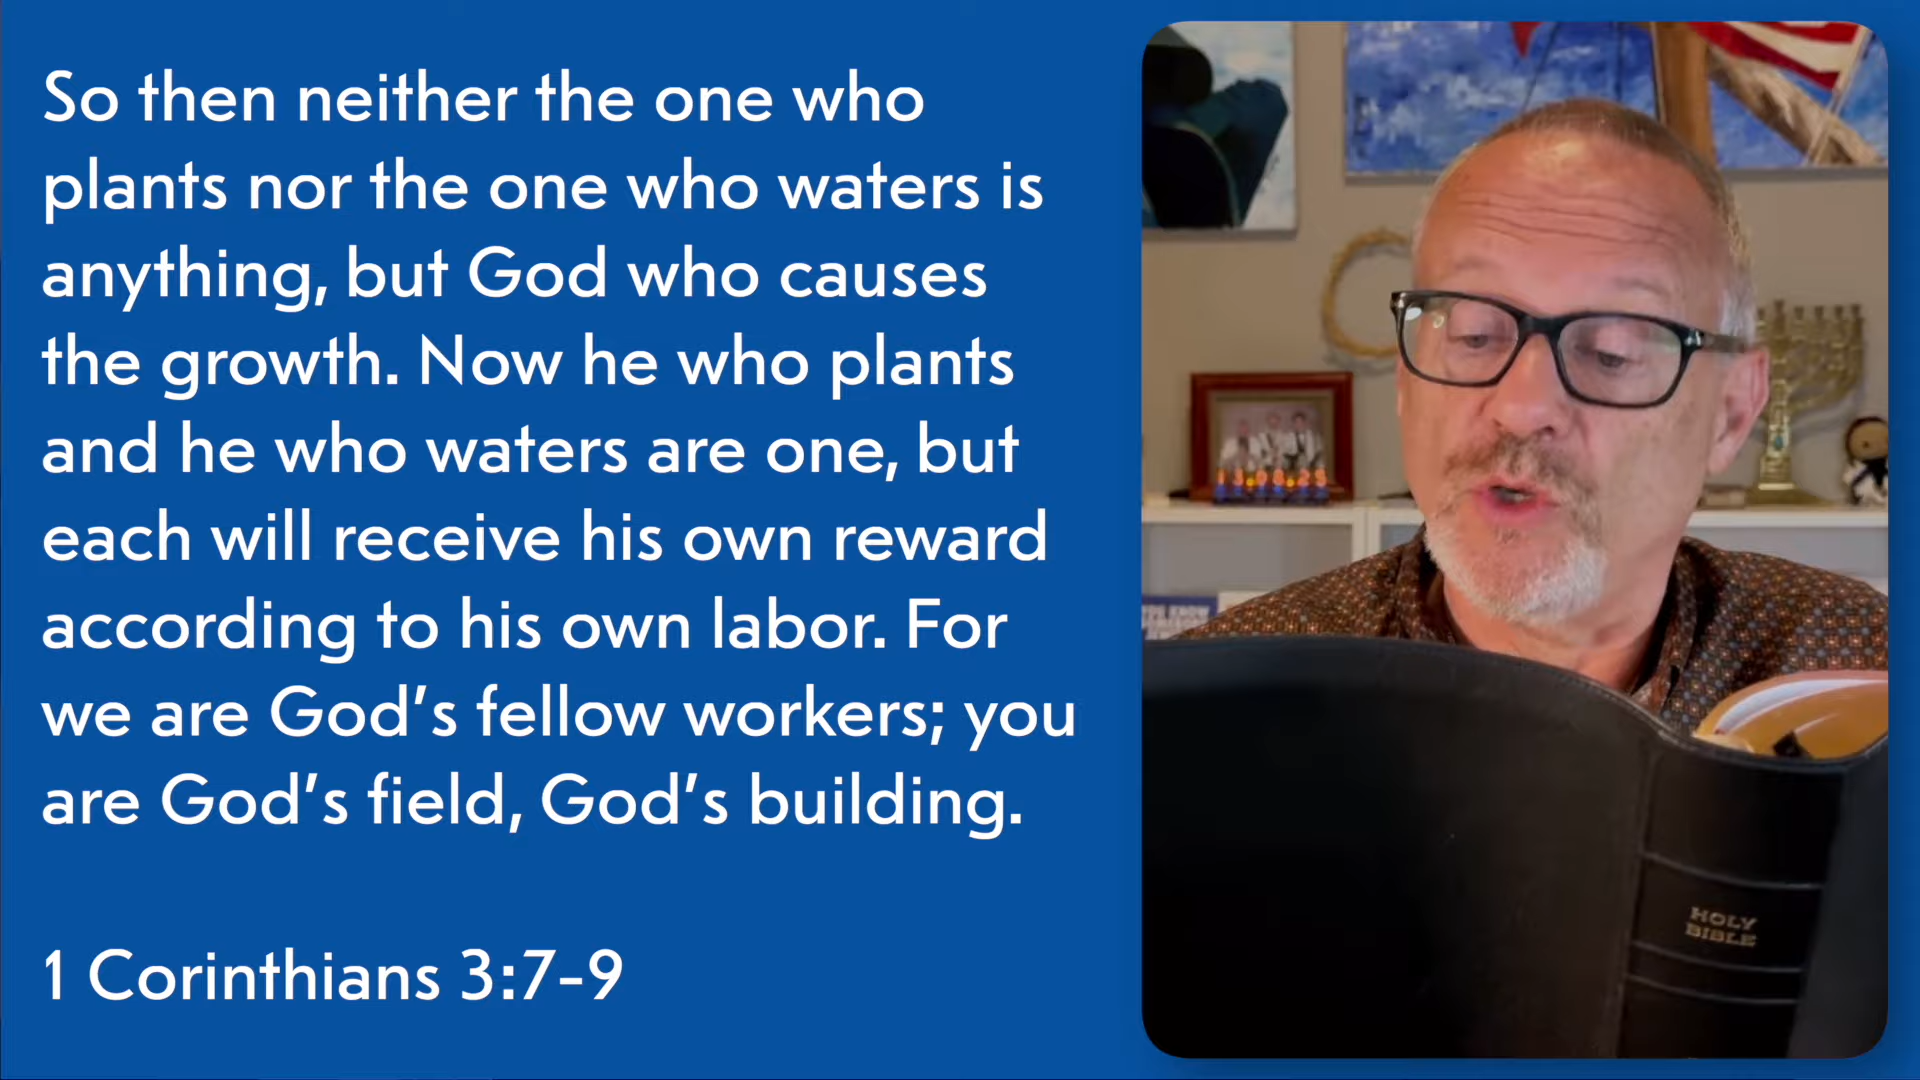 So then neither the one who
plants nor the one who waters is
anything, but God who causes
the growth. Now he who plants
and he who waters are one, but
each will receive his own reward
according to his own labor. For
we are God’s fellow workers; you
are God’s field, God’s building.
1 Corinthians 3:7-9
HOLY
BIBLE